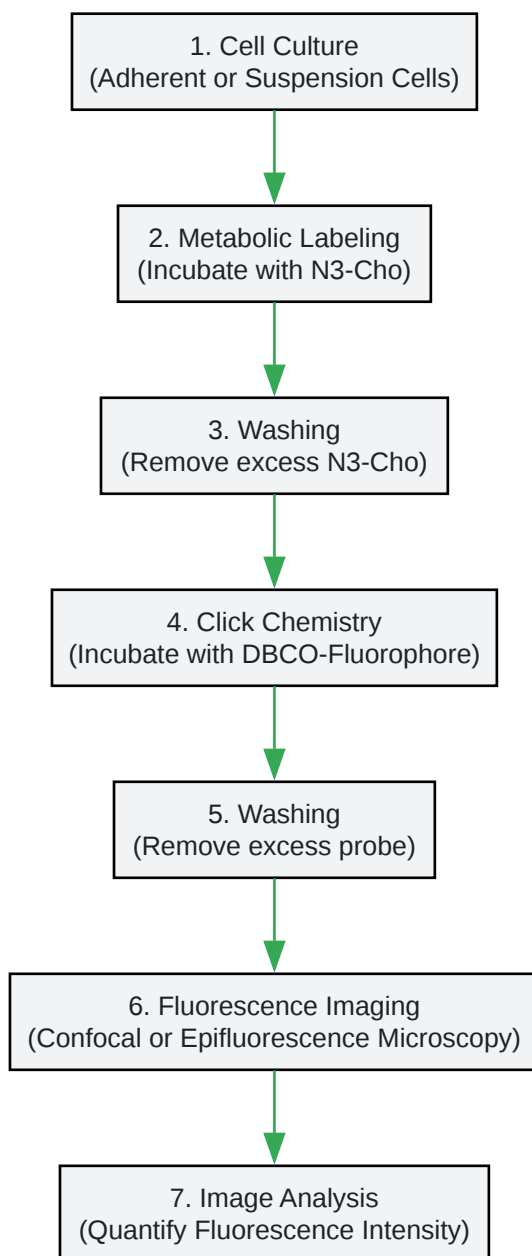 1. Cell Culture
(Adherent or Suspension Cells)
2. Metabolic Labeling
(Incubate with N3-Cho)
3. Washing
(Remove excess N3-Cho)
4. Click Chemistry
(Incubate with DBCO-Fluorophore)
5. Washing
(Remove excess probe)
6. Fluorescence Imaging
(Confocal or Epifluorescence Microscopy)
7. Image Analysis
(Quantify Fluorescence Intensity)